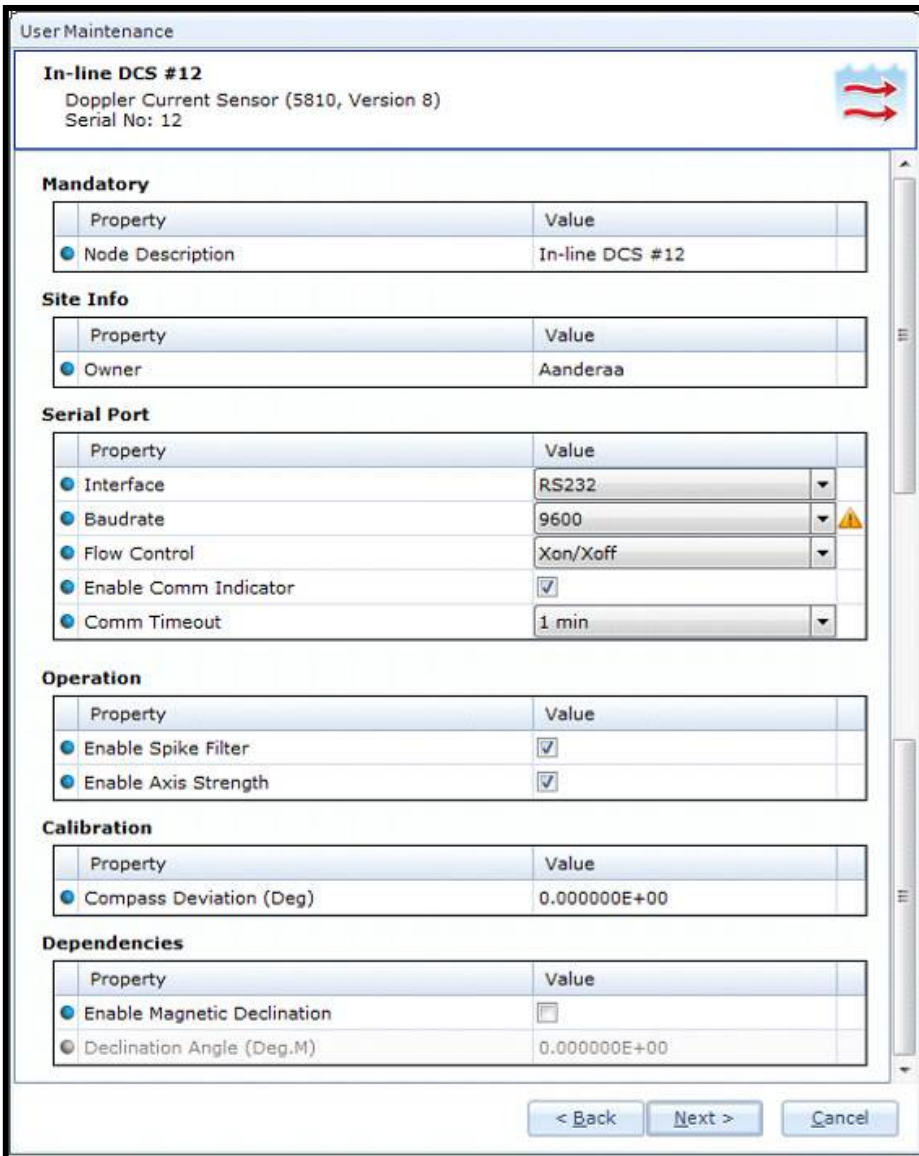 User Maintenance
In-line DCS #12
Doppler Current Sensor (5810, Version 8)
Serial No: 12
Mandatory
Property Value
Node Description In-line DCS #12
Site Info
Property Value
Owner Aanderaa
Serial Port
Property Value
Interface RS232
Baudrate 9600
Flow Control Xon/Xoff
Enable Comm Indicator
Comm Timeout 1 min
Operation
Property Value
Enable Spike Filter
Enable Axis Strength
Calibration
Property Value
Compass Deviation (Deg) 0.000000E+00
Dependencies
Property Value
Enable Magnetic Declination
Declination Angle (Deg.M) 0.000000E+00
< Back Next > Cancel